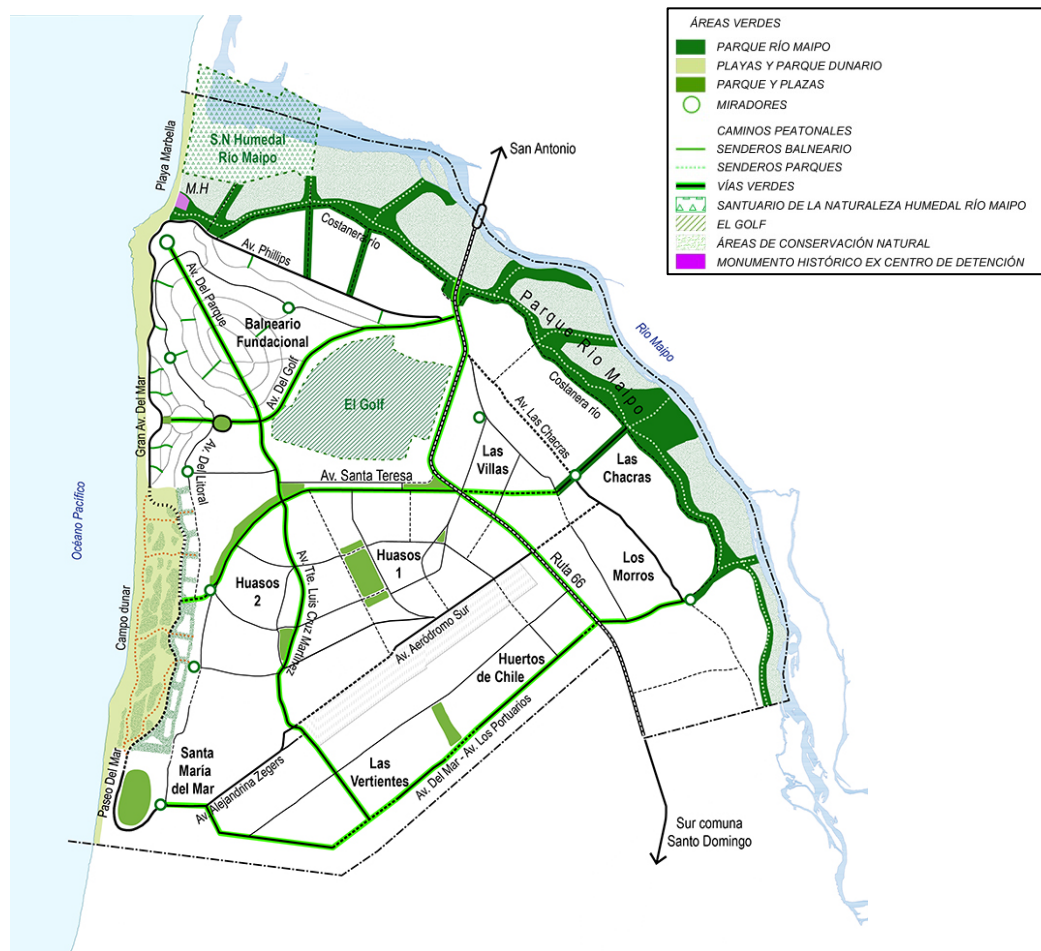 ÁREAS VERDES
PARQUE RÍO MAIPO
PLAYAS Y PARQUE DUNARIO
PARQUE Y PLAZAS
MIRADORES
CAMINOS PEATONALES
SENDEROS BALNEARIO
SENDEROS PARQUES
VÍAS VERDES
SANTUARIO DE LA NATURALEZA HUMEDAL RÍO MAIPO
EL GOLF
ÁREAS DE CONSERVACIÓN NATURAL
MONUMENTO HISTÓRICO EX CENTRO DE DETENCIÓN
S.N Humedal
Río Maipo
San Antonio
Playa Marbella
M.H
Costanera río
Av. Phillips
Av. Del Parque
Balneario
Fundacional
Parque Río Maipo
Río Maipo
Av. Del Golf
El Golf
Costanera río
Av. Las Chacras
Gran Av. Del Mar
Av. Del Litoral
Las
Villas
Las
Chacras
Av. Santa Teresa
Océano Pacífico
Huasos
1
Ruta 66
Los
Morros
Huasos
2
Av. Tte. Luis Cruz Martínez
Campo dunar
Av. Aeródromo Sur
Huertos
de Chile
Santa
María
del Mar
Las
Vertientes
Av. Del Mar - Av. Los Portuarios
Paseo Del Mar
Av Alejandrina Zegers
Sur comuna
Santo Domingo